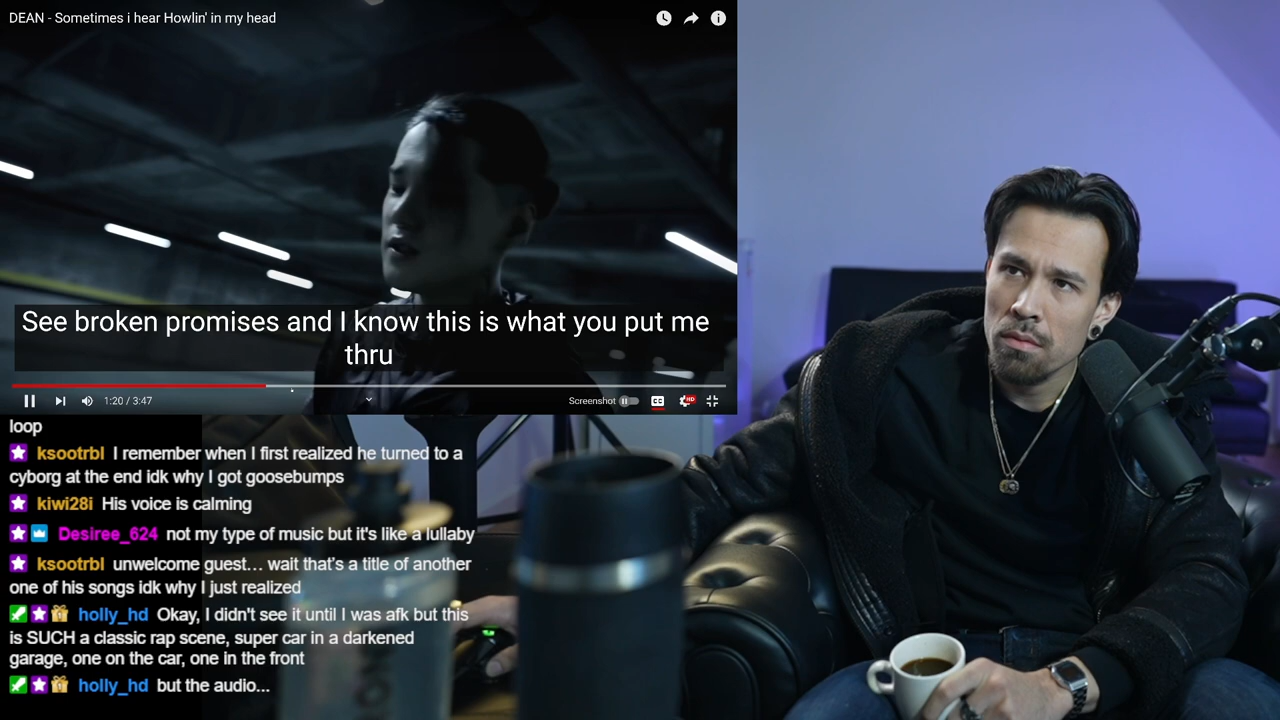 DEAN - Sometimes i hear Howlin' in my head
See broken promises and I know this is what you put me
thru
1:20 / 3:47
Screenshot
CC
HD
loop
ksootrbl I remember when I first realized he turned to a
cyborg at the end idk why I got goosebumps
kiwi28i His voice is calming
Desiree_624 not my type of music but it's like a lullaby
ksootrbl unwelcome guest… wait that's a title of another
one of his songs idk why I just realized
holly_hd Okay, I didn't see it until I was afk but this
is SUCH a classic rap scene, super car in a darkened
garage, one on the car, one in the front
holly_hd but the audio...